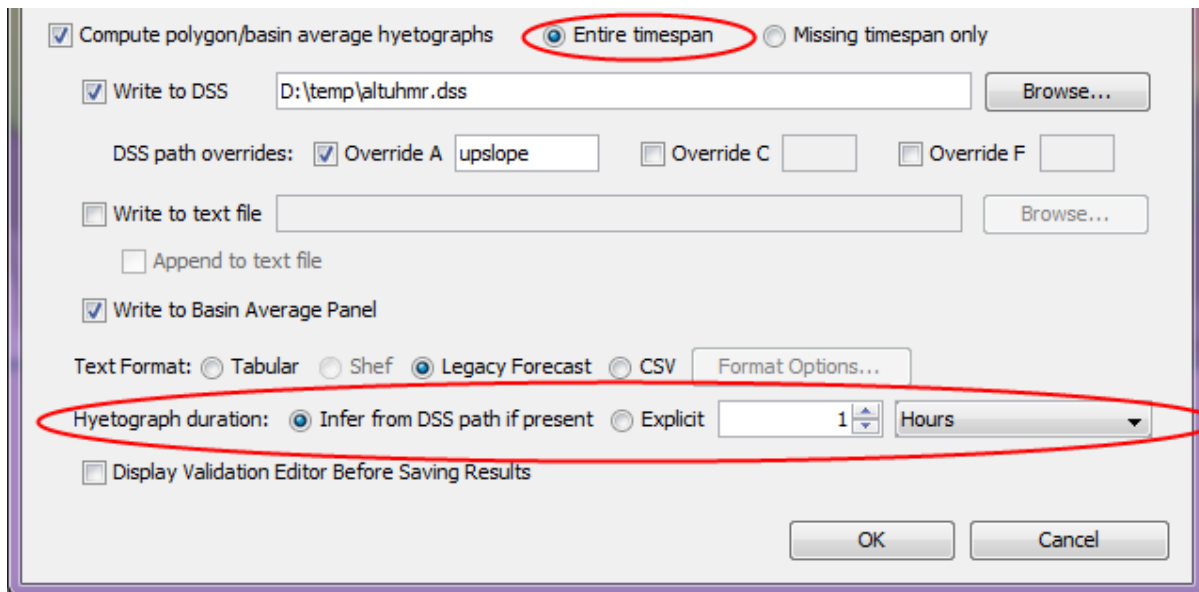 Compute polygon/basin average hyetographs Entire timespan Missing timespan only
Write to DSS D:\temp\altuhmr.dss Browse...
DSS path overrides: Override A upslope Override C Override F
Write to text file Browse...
Append to text file
Write to Basin Average Panel
Text Format: Tabular Shef Legacy Forecast CSV Format Options...
Hyetograph duration: Infer from DSS path if present Explicit 1 Hours
Display Validation Editor Before Saving Results
OK Cancel